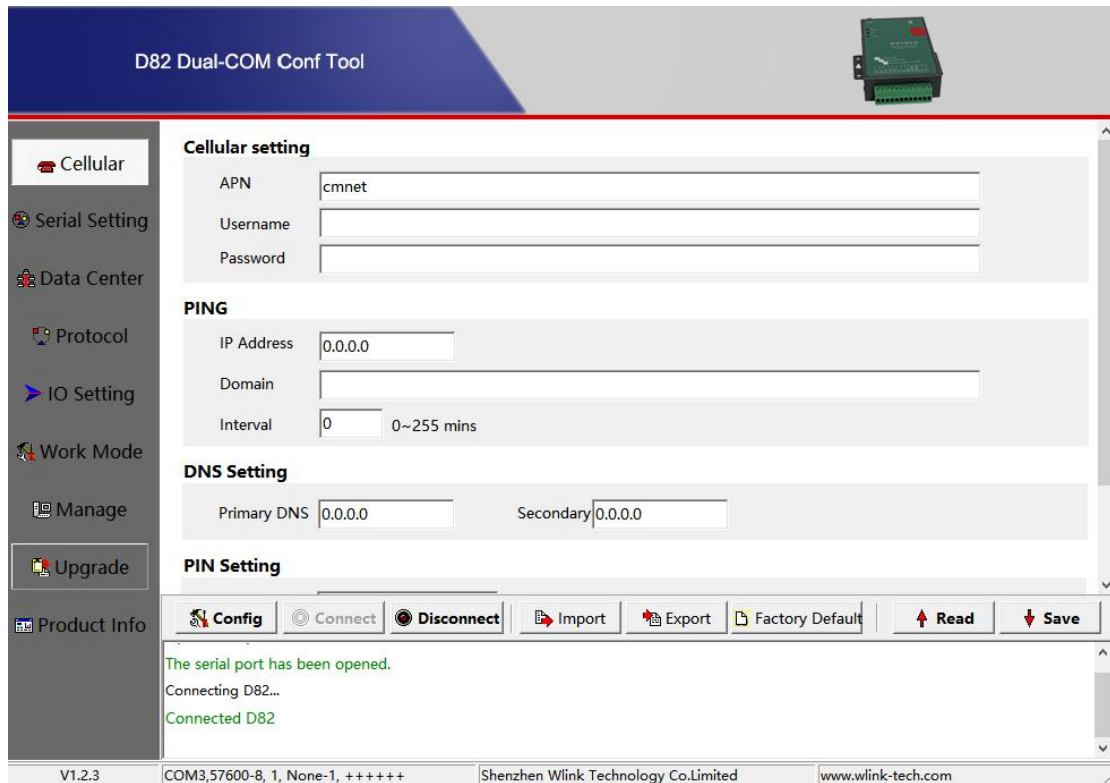 D82 Dual-COM Conf Tool
Cellular
Serial Setting
Data Center
Protocol
IO Setting
Work Mode
Manage
Upgrade
Product Info
Cellular setting
APN cmnet
Username
Password
PING
IP Address 0.0.0.0
Domain
Interval 0 0~255 mins
DNS Setting
Primary DNS 0.0.0.0 Secondary 0.0.0.0
PIN Setting
Config Connect Disconnect Import Export Factory Default Read Save
The serial port has been opened.
Connecting D82...
Connected D82
V1.2.3 COM3,57600-8, 1, None-1, ++++++ Shenzhen Wlink Technology Co.Limited www.wlink-tech.com